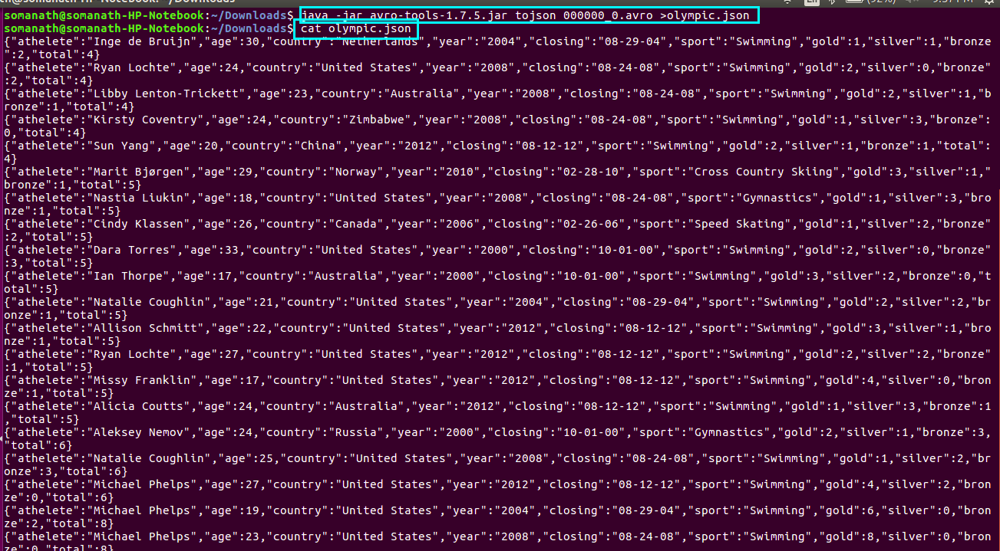 somanath@somanath-HP-Notebook:~/Downloads$ java -jar avro-tools-1.7.5.jar tojson 000000_0.avro >olympic.json
somanath@somanath-HP-Notebook:~/Downloads$ cat olympic.json
{"athelete":"Inge de Bruijn","age":30,"country":"Netherlands","year":"2004","closing":"08-29-04","sport":"Swimming","gold":1,"silver":1,"bronze
":2,"total":4}
{"athelete":"Ryan Lochte","age":24,"country":"United States","year":"2008","closing":"08-24-08","sport":"Swimming","gold":2,"silver":0,"bronze"
:2,"total":4}
{"athelete":"Libby Lenton-Trickett","age":23,"country":"Australia","year":"2008","closing":"08-24-08","sport":"Swimming","gold":2,"silver":1,"b
ronze":1,"total":4}
{"athelete":"Kirsty Coventry","age":24,"country":"Zimbabwe","year":"2008","closing":"08-24-08","sport":"Swimming","gold":1,"silver":3,"bronze":
0,"total":4}
{"athelete":"Sun Yang","age":20,"country":"China","year":"2012","closing":"08-12-12","sport":"Swimming","gold":2,"silver":1,"bronze":1,"total":
4}
{"athelete":"Marit Bjørgen","age":29,"country":"Norway","year":"2010","closing":"02-28-10","sport":"Cross Country Skiing","gold":3,"silver":1,"
bronze":1,"total":5}
{"athelete":"Nastia Liukin","age":18,"country":"United States","year":"2008","closing":"08-24-08","sport":"Gymnastics","gold":1,"silver":3,"bro
nze":1,"total":5}
{"athelete":"Cindy Klassen","age":26,"country":"Canada","year":"2006","closing":"02-26-06","sport":"Speed Skating","gold":1,"silver":2,"bronze"
:2,"total":5}
{"athelete":"Dara Torres","age":33,"country":"United States","year":"2000","closing":"10-01-00","sport":"Swimming","gold":2,"silver":0,"bronze"
:3,"total":5}
{"athelete":"Ian Thorpe","age":17,"country":"Australia","year":"2000","closing":"10-01-00","sport":"Swimming","gold":3,"silver":2,"bronze":0,"t
otal":5}
{"athelete":"Natalie Coughlin","age":21,"country":"United States","year":"2004","closing":"08-29-04","sport":"Swimming","gold":2,"silver":2,"br
onze":1,"total":5}
{"athelete":"Allison Schmitt","age":22,"country":"United States","year":"2012","closing":"08-12-12","sport":"Swimming","gold":3,"silver":1,"bro
nze":1,"total":5}
{"athelete":"Ryan Lochte","age":27,"country":"United States","year":"2012","closing":"08-12-12","sport":"Swimming","gold":2,"silver":2,"bronze"
:1,"total":5}
{"athelete":"Missy Franklin","age":17,"country":"United States","year":"2012","closing":"08-12-12","sport":"Swimming","gold":4,"silver":0,"bron
ze":1,"total":5}
{"athelete":"Alicia Coutts","age":24,"country":"Australia","year":"2012","closing":"08-12-12","sport":"Swimming","gold":1,"silver":3,"bronze":1
,"total":5}
{"athelete":"Aleksey Nemov","age":24,"country":"Russia","year":"2000","closing":"10-01-00","sport":"Gymnastics","gold":2,"silver":1,"bronze":3,
"total":6}
{"athelete":"Natalie Coughlin","age":25,"country":"United States","year":"2008","closing":"08-24-08","sport":"Swimming","gold":1,"silver":2,"br
onze":3,"total":6}
{"athelete":"Michael Phelps","age":27,"country":"United States","year":"2012","closing":"08-12-12","sport":"Swimming","gold":4,"silver":2,"bron
ze":0,"total":6}
{"athelete":"Michael Phelps","age":19,"country":"United States","year":"2004","closing":"08-29-04","sport":"Swimming","gold":6,"silver":0,"bron
ze":2,"total":8}
{"athelete":"Michael Phelps","age":23,"country":"United States","year":"2008","closing":"08-24-08","sport":"Swimming","gold":8,"silver":0,"bron
ze":0,"total":8}